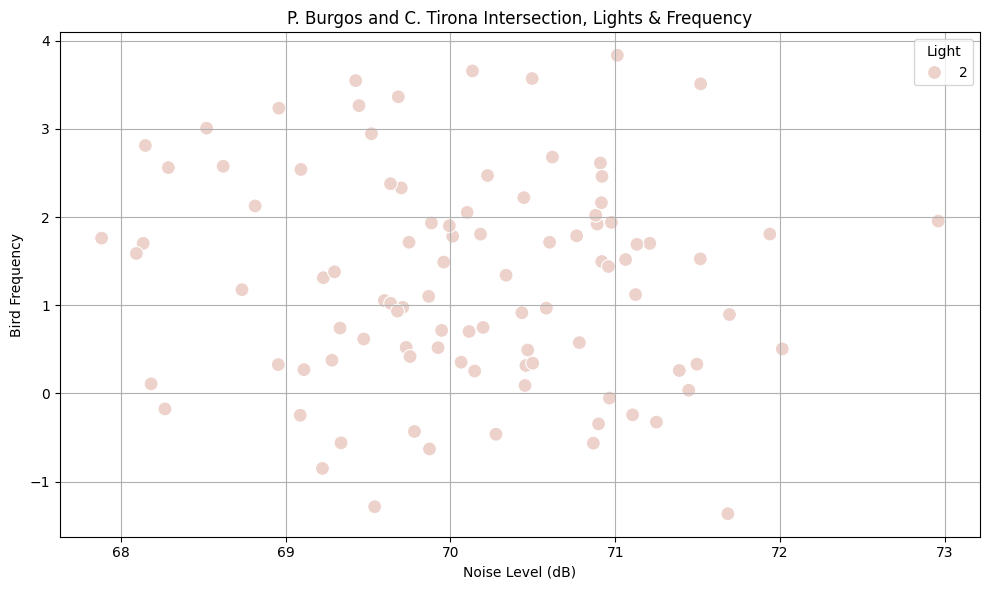 P. Burgos and C. Tirona Intersection, Lights & Frequency
Light
2
4
3
2
1
0
−1
Bird Frequency
68 69 70 71 72 73
Noise Level (dB)